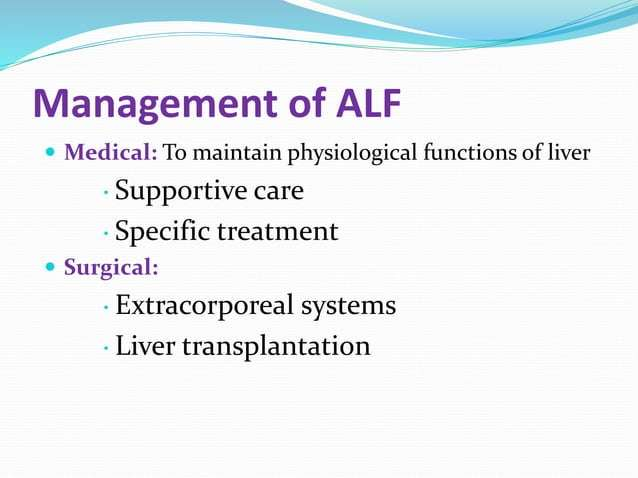 Management of ALF
• Medical: To maintain physiological functions of liver
· Supportive care
· Specific treatment
• Surgical:
· Extracorporeal systems
· Liver transplantation